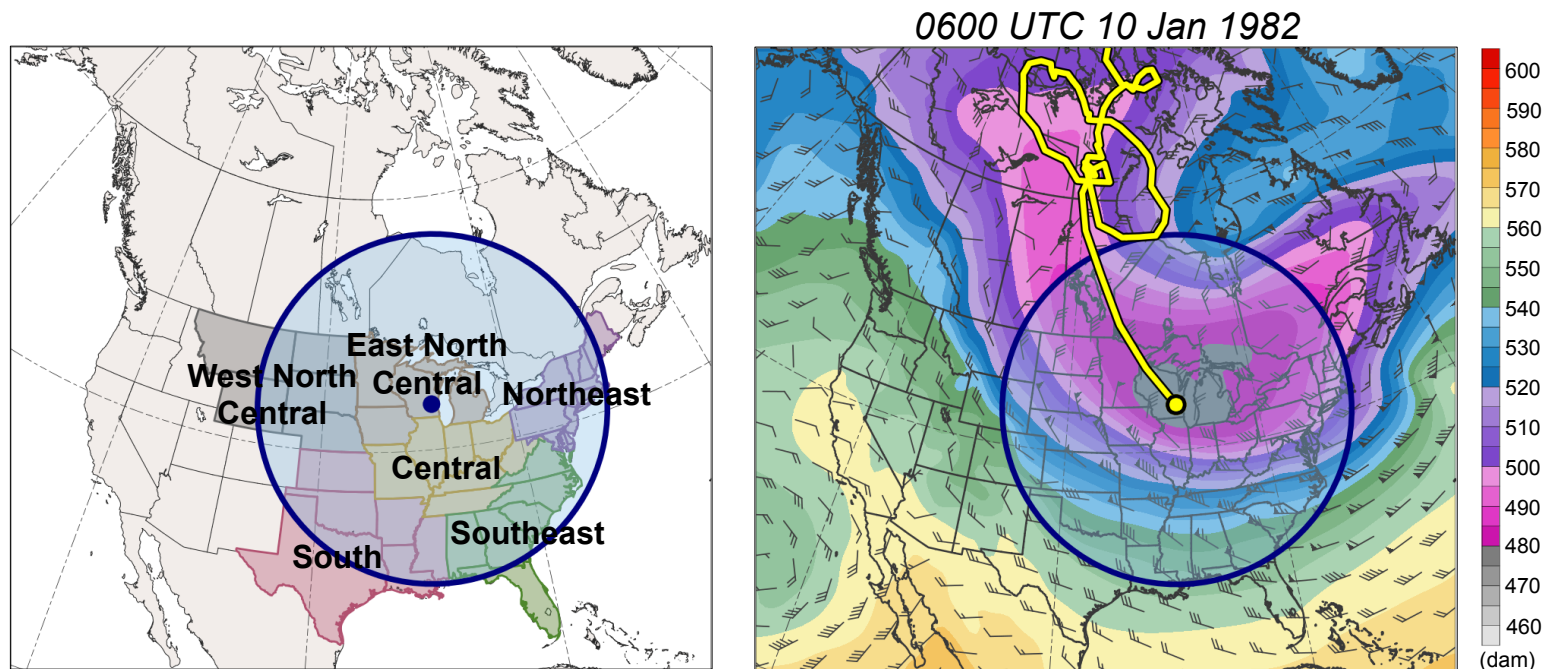 0600 UTC 10 Jan 1982
East North
Central
West North
Central
Northeast
Central
Southeast
South
600
590
580
570
560
550
540
530
520
510
500
490
480
470
460
(dam)